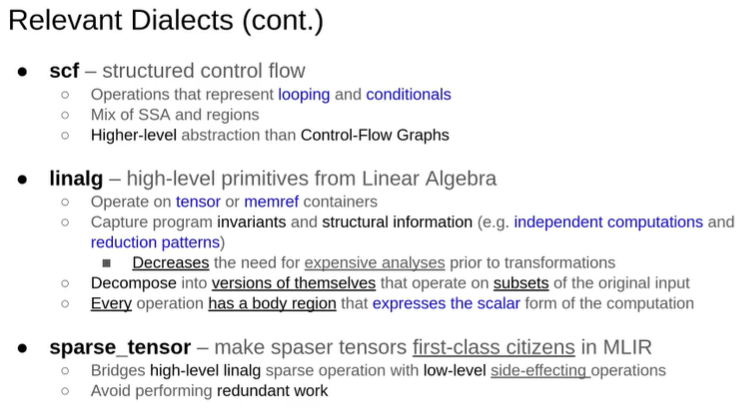 Relevant Dialects (cont.)
● scf – structured control flow
○ Operations that represent looping and conditionals
○ Mix of SSA and regions
○ Higher-level abstraction than Control-Flow Graphs
● linalg – high-level primitives from Linear Algebra
○ Operate on tensor or memref containers
○ Capture program invariants and structural information (e.g. independent computations and
reduction patterns)
■ Decreases the need for expensive analyses prior to transformations
○ Decompose into versions of themselves that operate on subsets of the original input
○ Every operation has a body region that expresses the scalar form of the computation
● sparse_tensor – make spaser tensors first-class citizens in MLIR
○ Bridges high-level linalg sparse operation with low-level side-effecting operations
○ Avoid performing redundant work